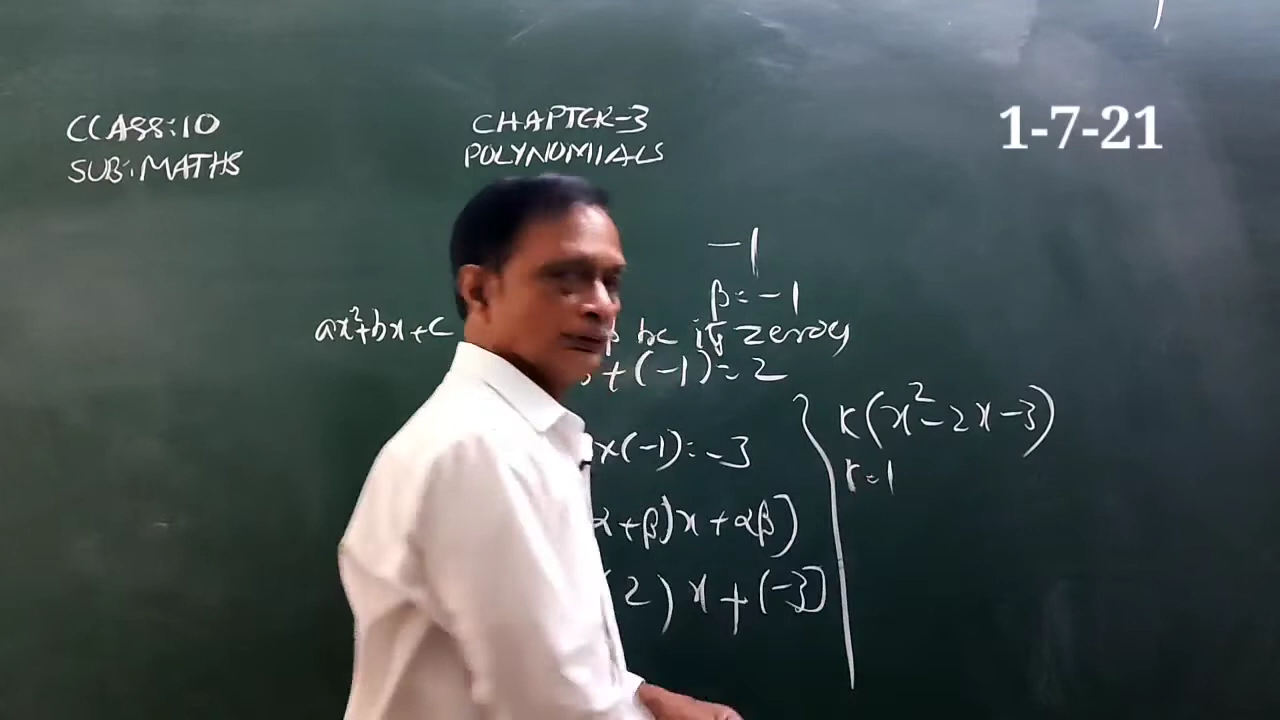 CLASS:10
SUB:MATHS
CHAPTER-3
POLYNOMIALS
1-7-21
-1
β=-1
ax²+bx+c be its zeroes
+(-1)=2
x(-1)=-3
α+β)x+αβ)
(2)x+(-3]
K(x²-2x-3)
K=1